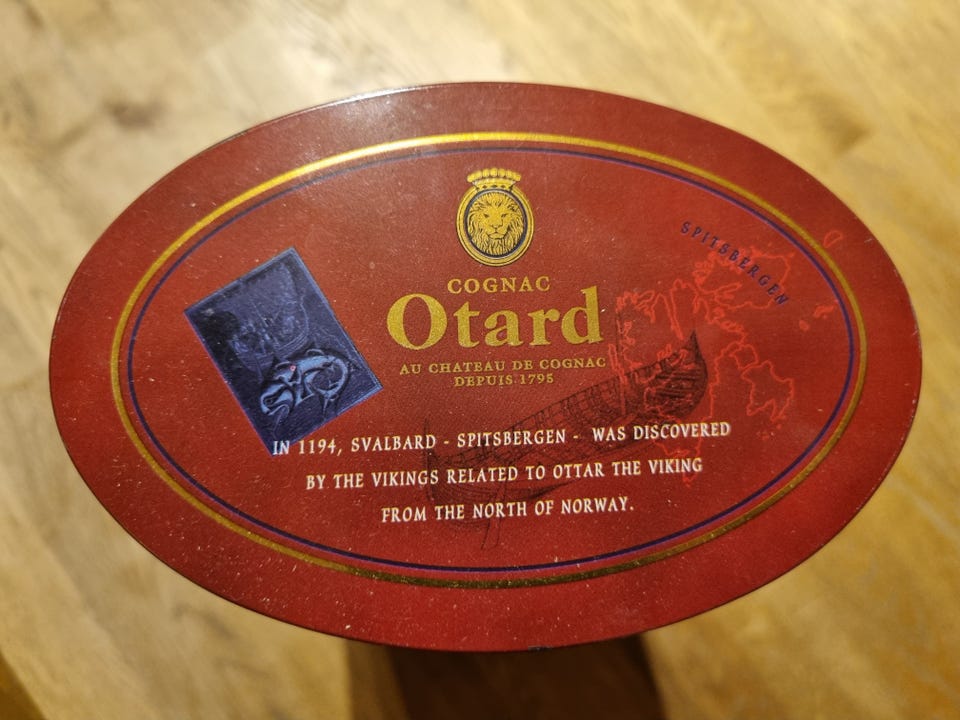 SPITSBERGEN
COGNAC
Otard
AU CHATEAU DE COGNAC
DEPUIS 1795
IN 1194, SVALBARD - SPITSBERGEN - WAS DISCOVERED
BY THE VIKINGS RELATED TO OTTAR THE VIKING
FROM THE NORTH OF NORWAY.